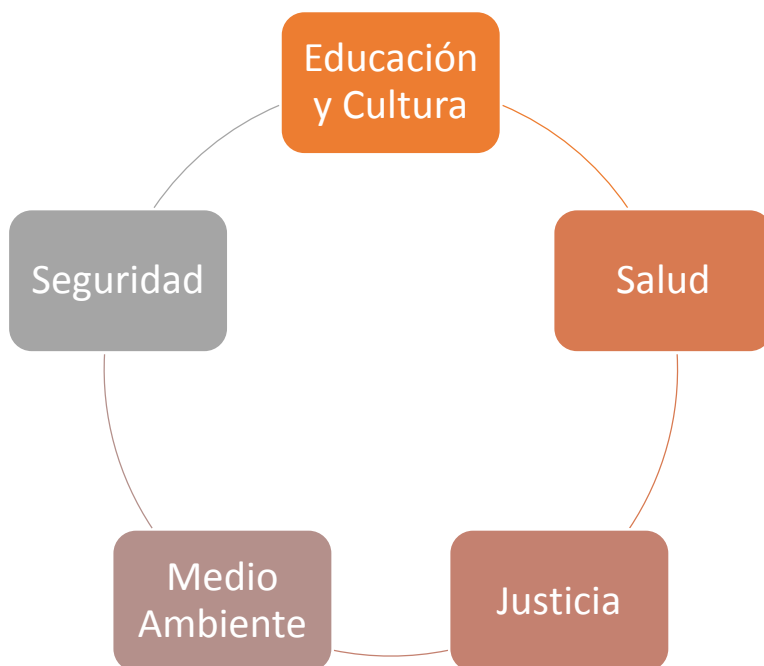 Educación
y Cultura
Salud
Justicia
Medio
Ambiente
Seguridad